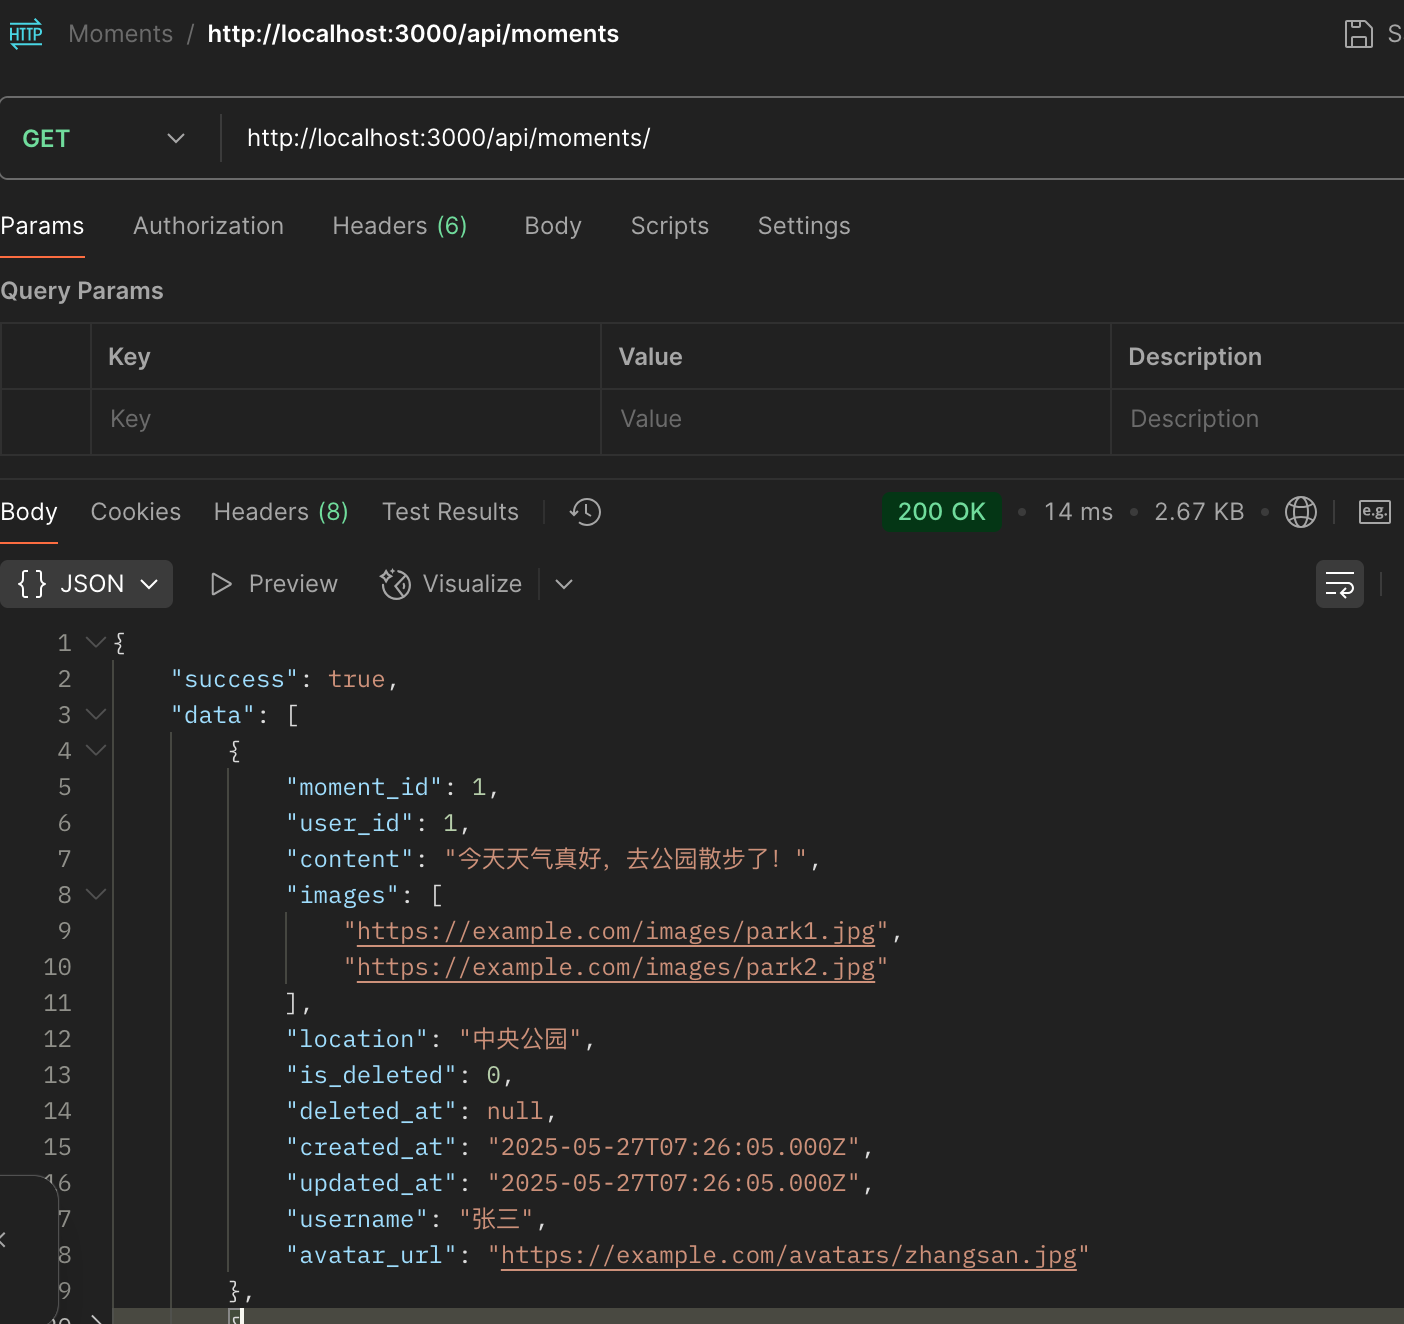 HTTP Moments / http://localhost:3000/api/moments S
GET http://localhost:3000/api/moments/
Params Authorization Headers (6) Body Scripts Settings
Query Params
Key Value Description
Key Value Description
Body Cookies Headers (8) Test Results 200 OK • 14 ms • 2.67 KB • e.g.
{ } JSON Preview Visualize
1 {
2 "success": true,
3 "data": [
4 {
5 "moment_id": 1,
6 "user_id": 1,
7 "content": "今天天气真好，去公园散步了！",
8 "images": [
9 "https://example.com/images/park1.jpg",
10 "https://example.com/images/park2.jpg"
11 ],
12 "location": "中央公园",
13 "is_deleted": 0,
14 "deleted_at": null,
15 "created_at": "2025-05-27T07:26:05.000Z",
16 "updated_at": "2025-05-27T07:26:05.000Z",
7 "username": "张三",
8 "avatar_url": "https://example.com/avatars/zhangsan.jpg"
9 },